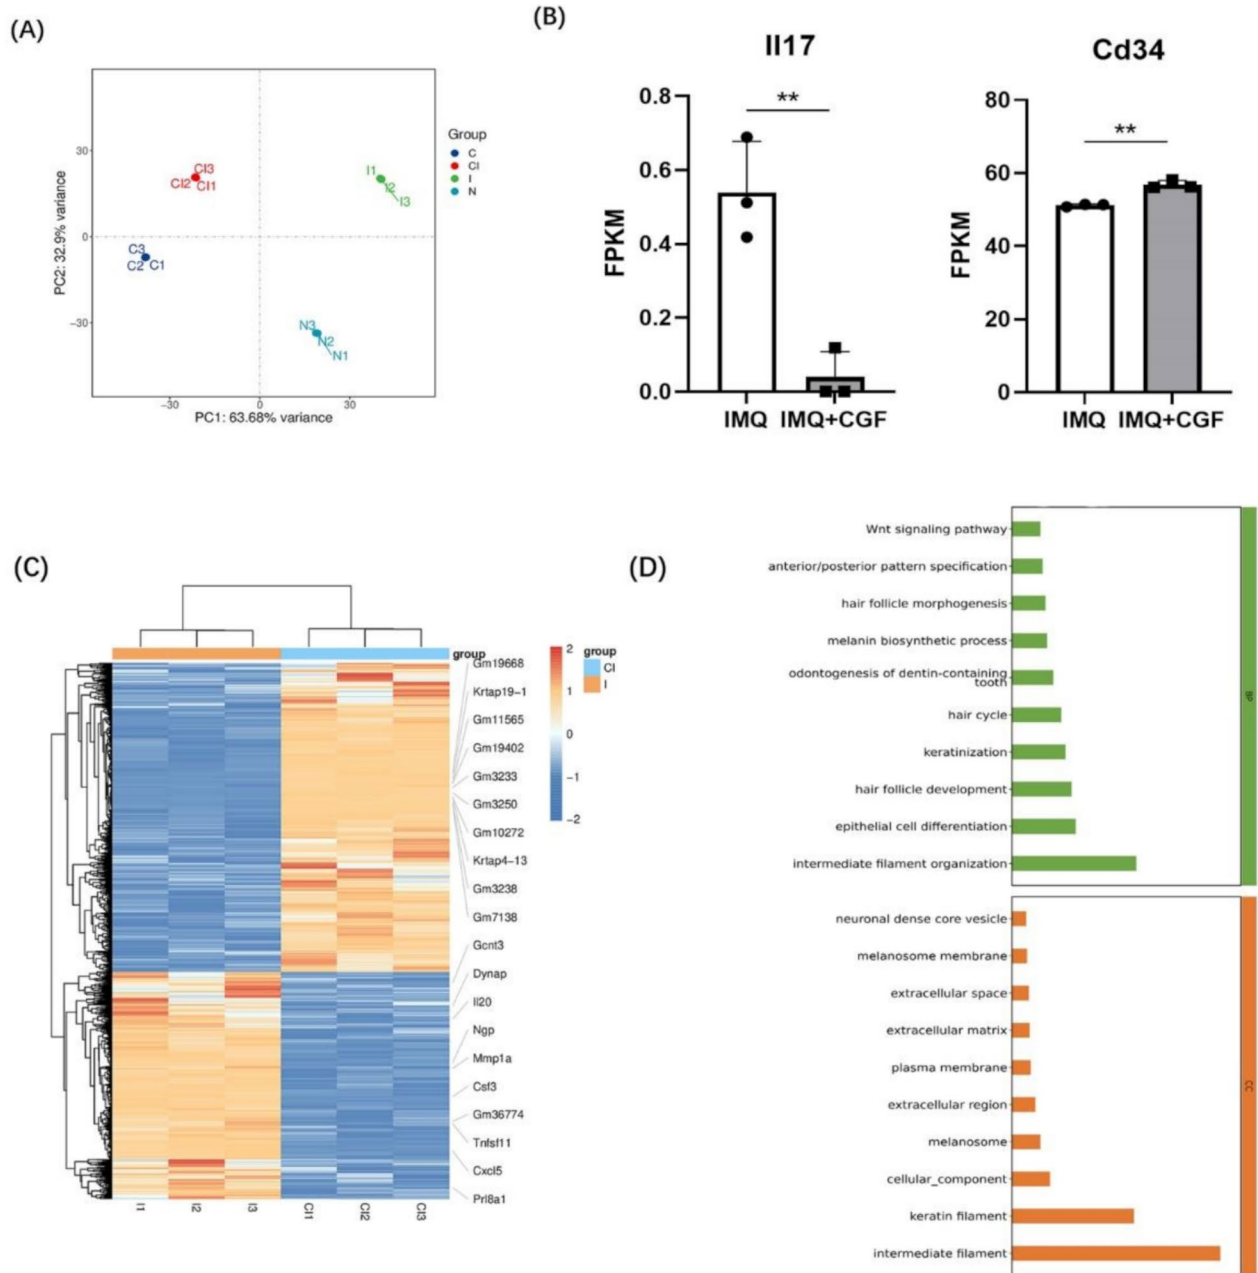 (A)
30
0
−30
−30
0
30
PC2: 32.9% variance
PC1: 63.68% variance
CI3
CI2
CI1
C3
C2
C1
I1
I2
I3
N3
N2
N1
Group
C
CI
I
N
(B)
Il17
**
0.8
0.6
0.4
0.2
0.0
FPKM
IMQ
IMQ+CGF
Cd34
**
80
60
40
20
0
FPKM
IMQ
IMQ+CGF
(C)
group
2
1
0
−1
−2
group
CI
I
Gm19668
Krtap19−1
Gm11565
Gm19402
Gm3233
Gm3250
Gm10272
Krtap4−13
Gm3238
Gm7138
Gcnt3
Dynap
Il20
Ngp
Mmp1a
Csf3
Gm36774
Tnfsf11
Cxcl5
Prl8a1
I1
I2
I3
CI1
CI2
CI3
(D)
Wnt signaling pathway
anterior/posterior pattern specification
hair follicle morphogenesis
melanin biosynthetic process
odontogenesis of dentin-containing
tooth
hair cycle
keratinization
hair follicle development
epithelial cell differentiation
intermediate filament organization
BP
neuronal dense core vesicle
melanosome membrane
extracellular space
extracellular matrix
plasma membrane
extracellular region
melanosome
cellular_component
keratin filament
intermediate filament
CC